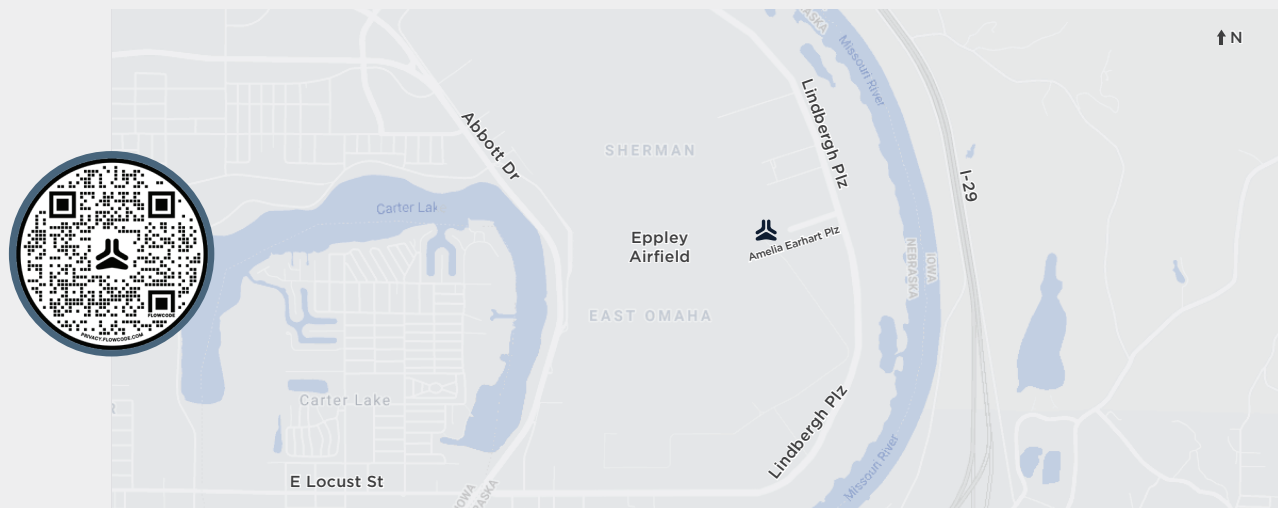 N
Missouri River
Lindbergh Plz
Abbott Dr
SHERMAN
I-29
Carter Lak
Eppley
Airfield
Amelia Earhart Plz
NEBRASKA
IOWA
EAST OMAHA
FLOWCODE
PRIVACY.FLOWCODE.COM
Carter Lake
Lindbergh Plz
Missouri River
E Locust St